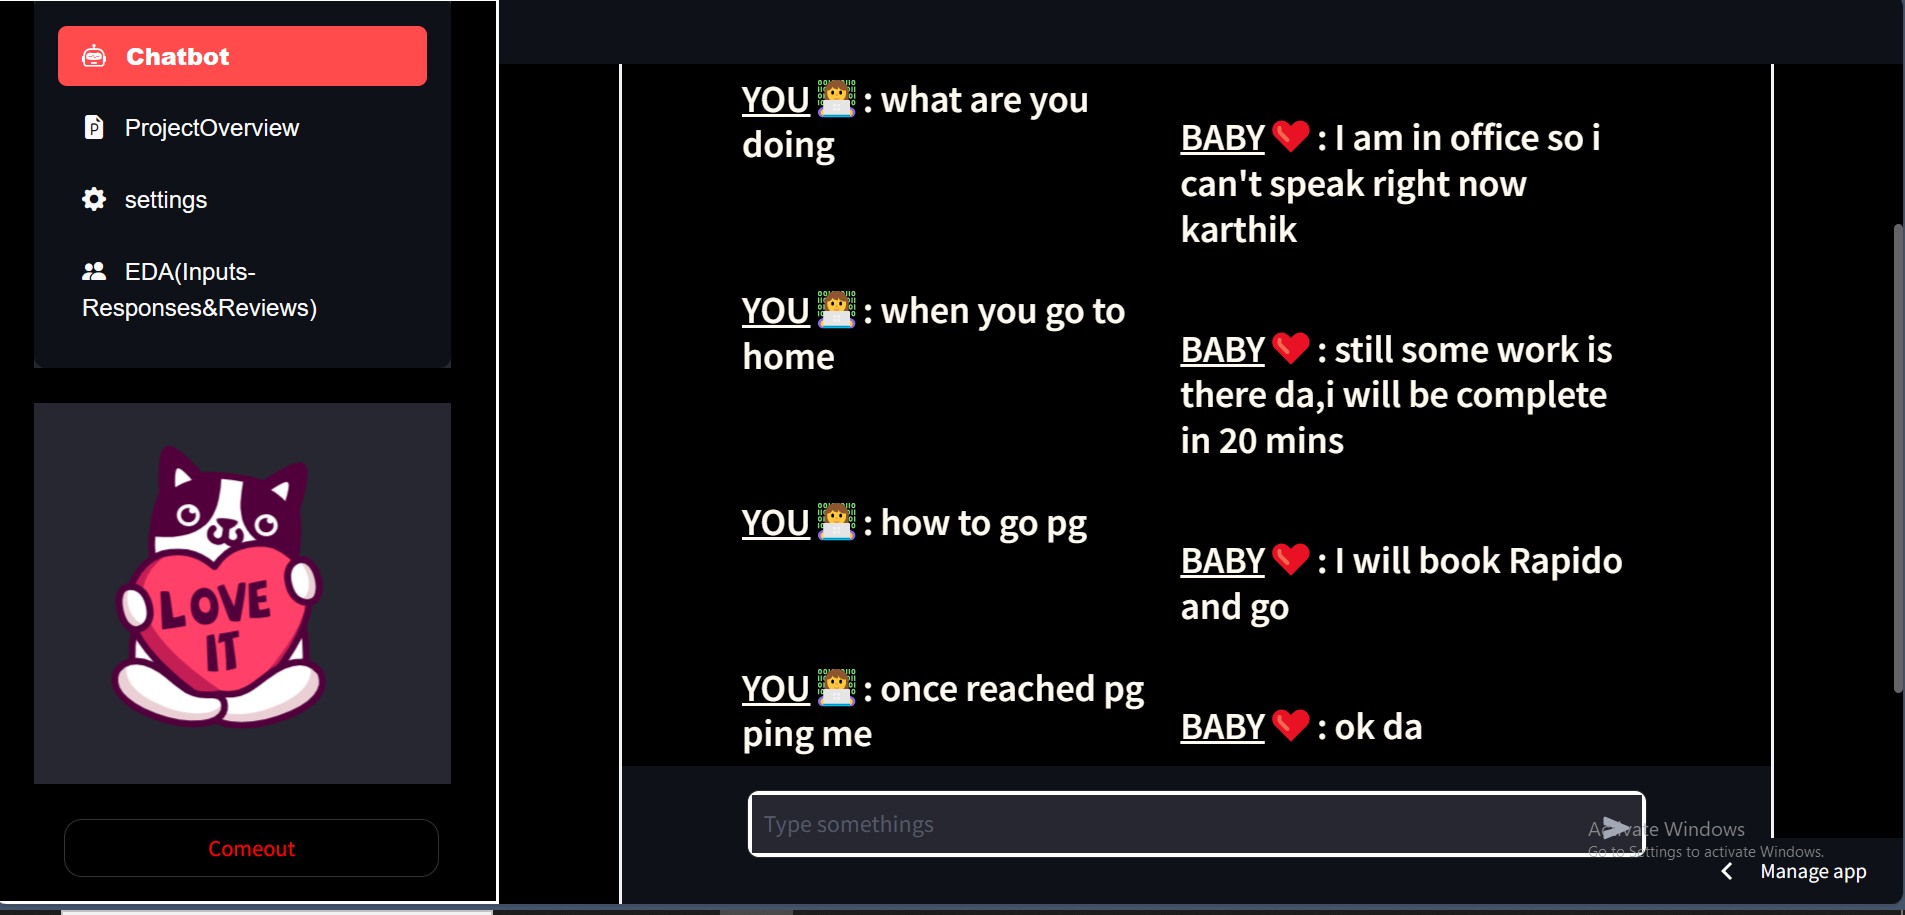 Chatbot
ProjectOverview
settings
EDA(Inputs-
Responses&Reviews)
LOVE
IT
Comeout
YOU : what are you
doing
BABY : I am in office so i
can't speak right now
karthik
YOU : when you go to
home
BABY : still some work is
there da,i will be complete
in 20 mins
YOU : how to go pg
BABY : I will book Rapido
and go
YOU : once reached pg
ping me
BABY : ok da
Type somethings
Activate Windows
Go to Settings to activate Windows.
Manage app